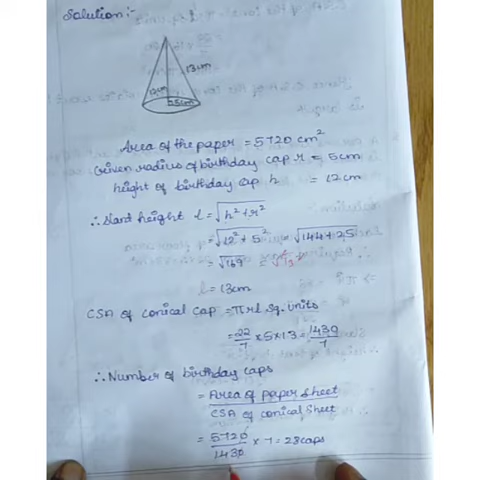 Solution:-
13cm
12cm
5cm
Area of the paper = 5720 cm²
Given radius of birthday cap r = 5cm
height of birthday cap h = 12cm
∴ Slant height l = √h²+r²
= √12²+5² = √144+25
= √169 =
l = 13cm
CSA of conical cap = πrl Sq. units
= 22/7 × 5 × 13 = 1430/7
∴ Number of birthday caps
= Area of paper sheet / CSA of conical sheet
= 5720/1430 × 7 = 28 caps